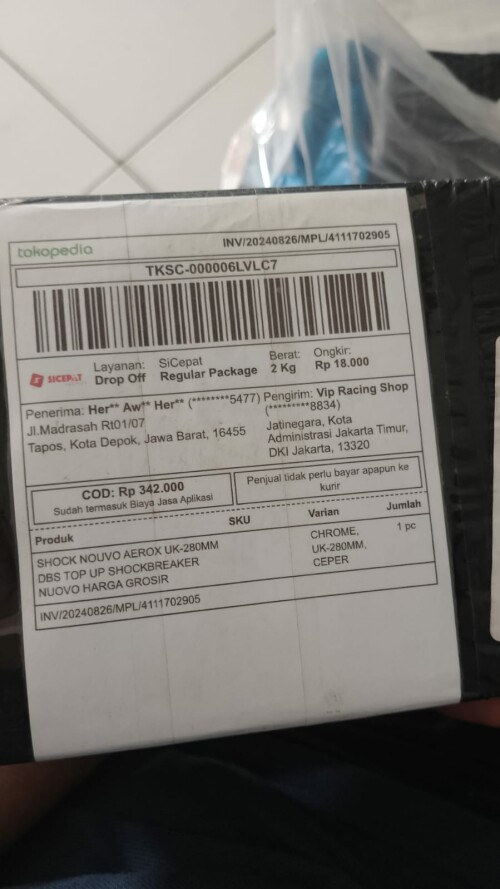 tokopedia INV/20240826/MPL/4111702905
TKSC-000006LVLC7
SICEPAT
Layanan: SiCepat Berat: Ongkir:
Drop Off Regular Package 2 Kg Rp 18.000
Penerima: Her** Aw** Her** (********5477)
Jl.Madrasah Rt01/07
Tapos, Kota Depok, Jawa Barat, 16455
Pengirim: Vip Racing Shop
(*********8834)
Jatinegara, Kota
Administrasi Jakarta Timur,
DKI Jakarta, 13320
COD: Rp 342.000
Sudah termasuk Biaya Jasa Aplikasi
Penjual tidak perlu bayar apapun ke
kurir
Produk SKU Varian Jumlah
SHOCK NOUVO AEROX UK-280MM
DBS TOP UP SHOCKBREAKER
NUOVO HARGA GROSIR
CHROME,
UK-280MM,
CEPER
1 pc
INV/20240826/MPL/4111702905